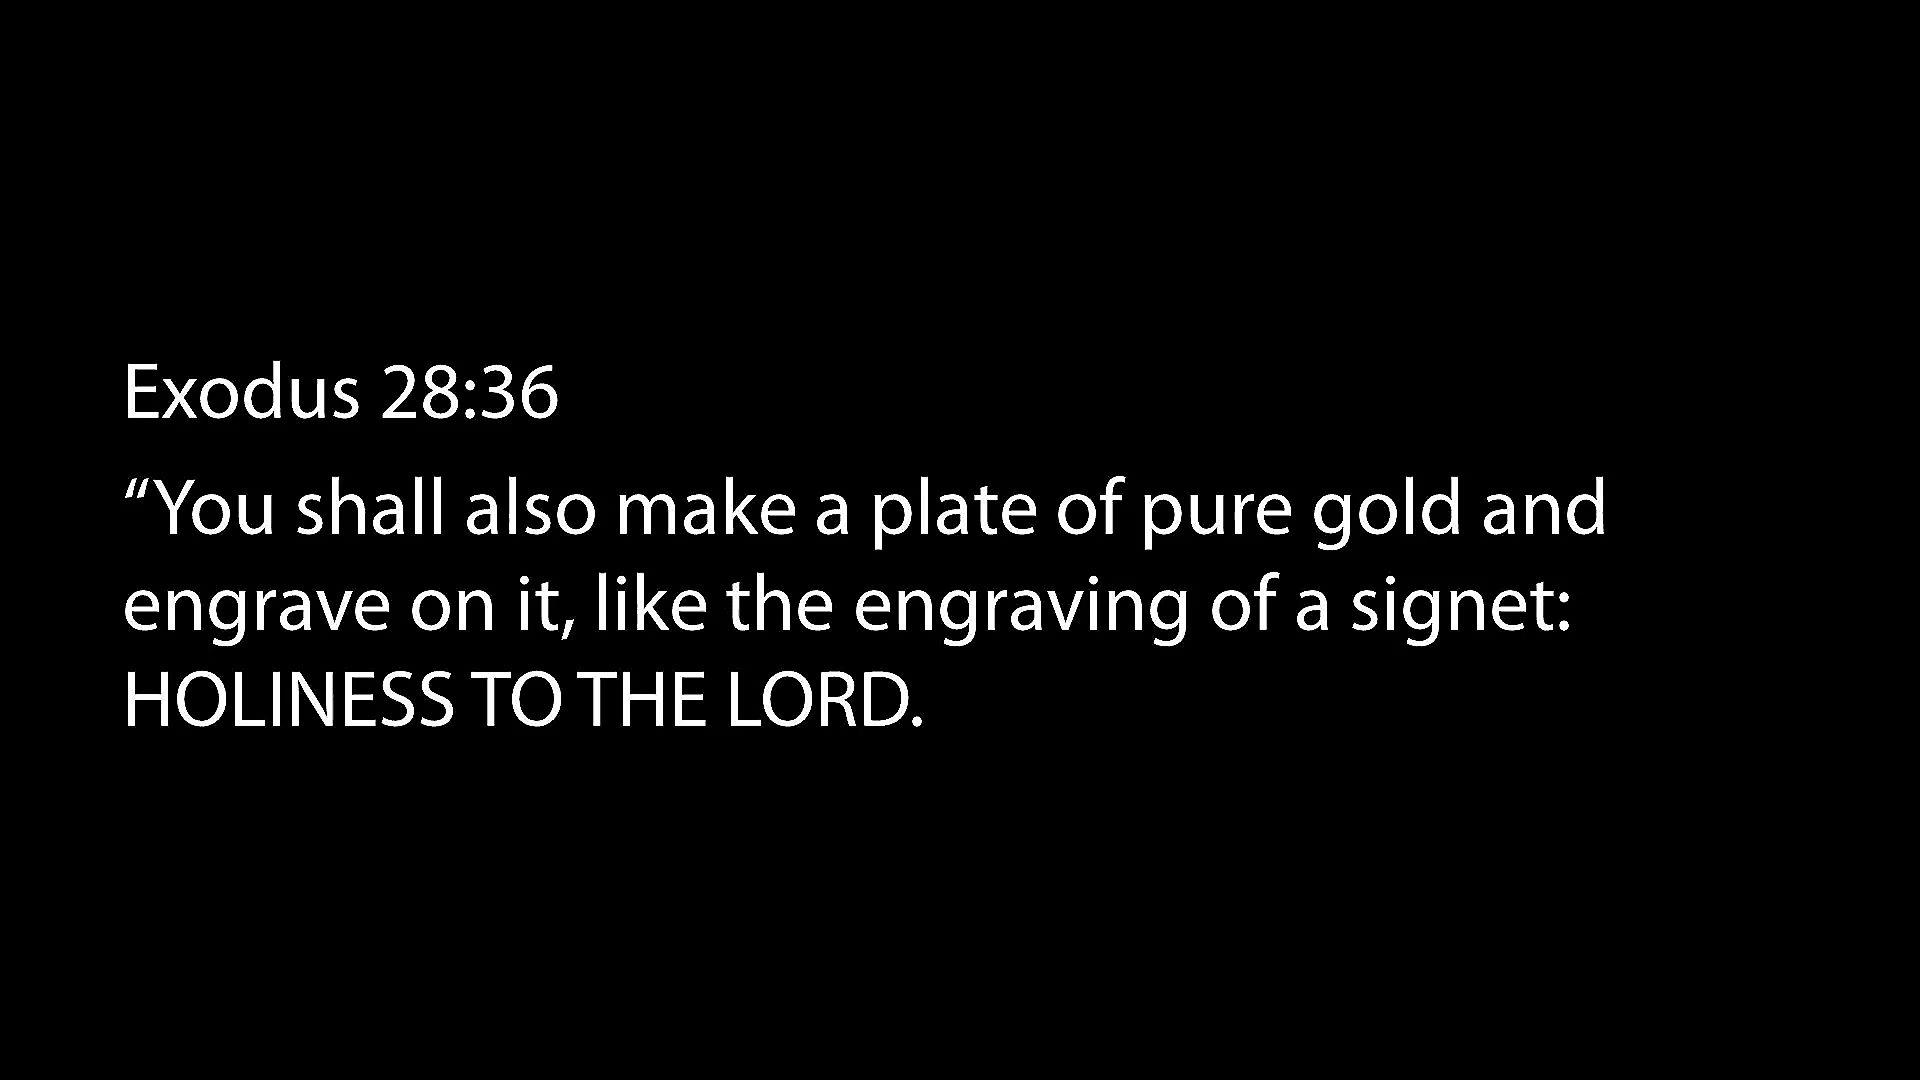 Exodus 28:36
“You shall also make a plate of pure gold and
engrave on it, like the engraving of a signet:
HOLINESS TO THE LORD.